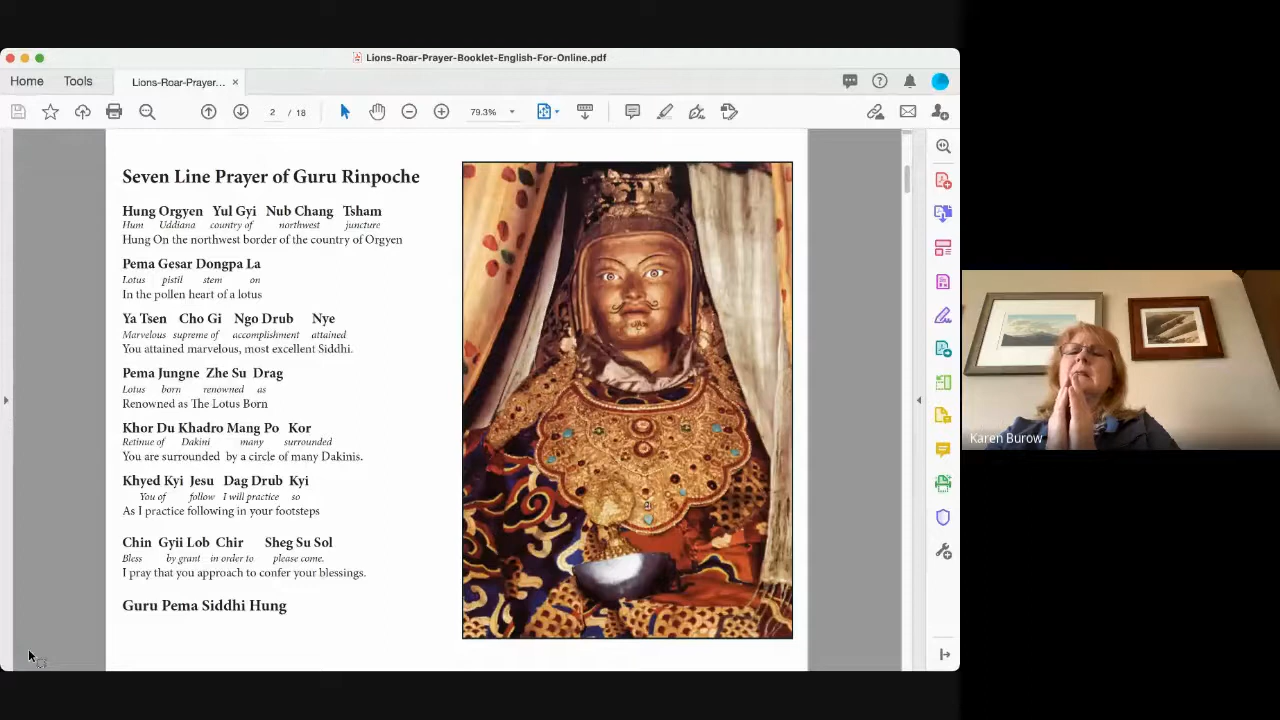 Lions-Roar-Prayer-Booklet-English-For-Online.pdf
Home Tools Lions-Roar-Prayer... ×
2 / 18 79.3%
Seven Line Prayer of Guru Rinpoche
Hung Orgyen Yul Gyi Nub Chang Tsham
Hum Uddiana country of northwest juncture
Hung On the northwest border of the country of Orgyen
Pema Gesar Dongpa La
Lotus pistil stem on
In the pollen heart of a lotus
Ya Tsen Cho Gi Ngo Drub Nye
Marvelous supreme of accomplishment attained
You attained marvelous, most excellent Siddhi.
Pema Jungne Zhe Su Drag
Lotus born renowned as
Renowned as The Lotus Born
Khor Du Khadro Mang Po Kor
Retinue of Dakini many surrounded
You are surrounded by a circle of many Dakinis.
Khyed Kyi Jesu Dag Drub Kyi
You of follow I will practice so
As I practice following in your footsteps
Chin Gyii Lob Chir Sheg Su Sol
Bless by grant in order to please come.
I pray that you approach to confer your blessings.
Guru Pema Siddhi Hung
Karen Burow